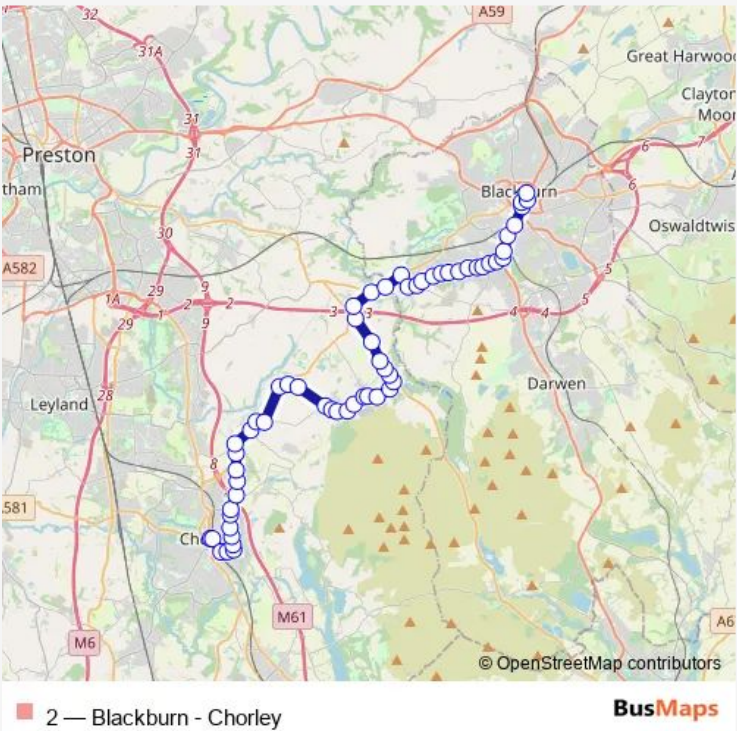 32
A59
31A
Great Harwood
Clayton
Moor
31
31
Preston
6
7
tham
Blackburn
6
Oswaldtwis
30
A582
9
5
29
1A
2
2
3
3
4
4
5
1
29
9
Darwen
28
Leyland
8
581
Ch
M61
A6
M6
© OpenStreetMap contributors
2 — Blackburn - Chorley
BusMaps